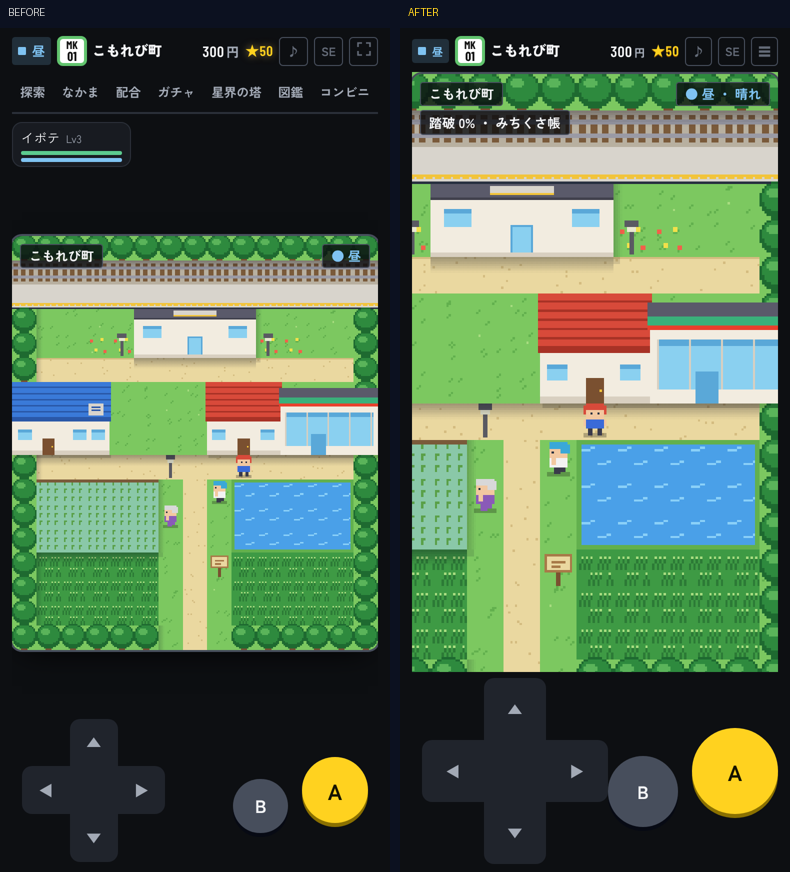 BEFORE
昼 MK 01 こもれび町 300円 ★50 ♪ SE
探索 なかま 配合 ガチャ 星界の塔 図鑑 コンビニ
イポテ Lv3
こもれび町 昼
B A
AFTER
昼 MK 01 こもれび町 300円 ★50 ♪ SE
こもれび町 昼・晴れ
踏破 0% ・ みちくさ帳
B A